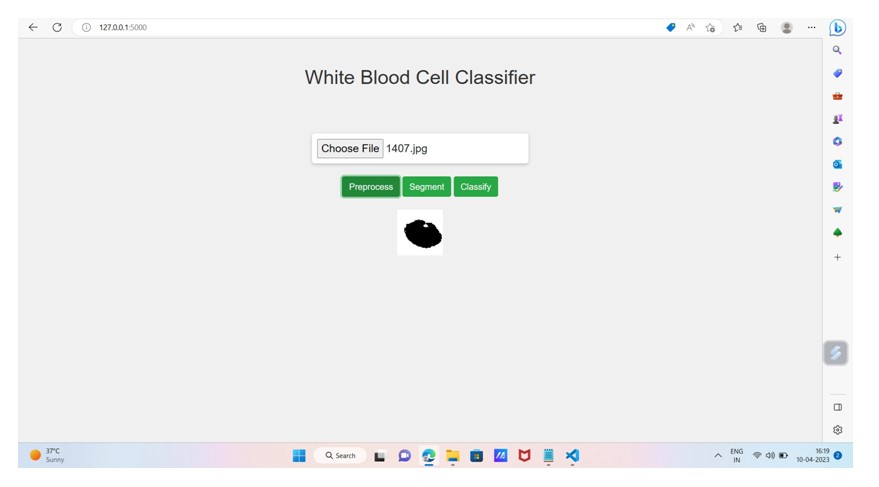 127.0.0.1:5000
White Blood Cell Classifier
Choose File 1407.jpg
Preprocess Segment Classify
37°C
Sunny
Search
ENG
IN
16:19
10-04-2023
2